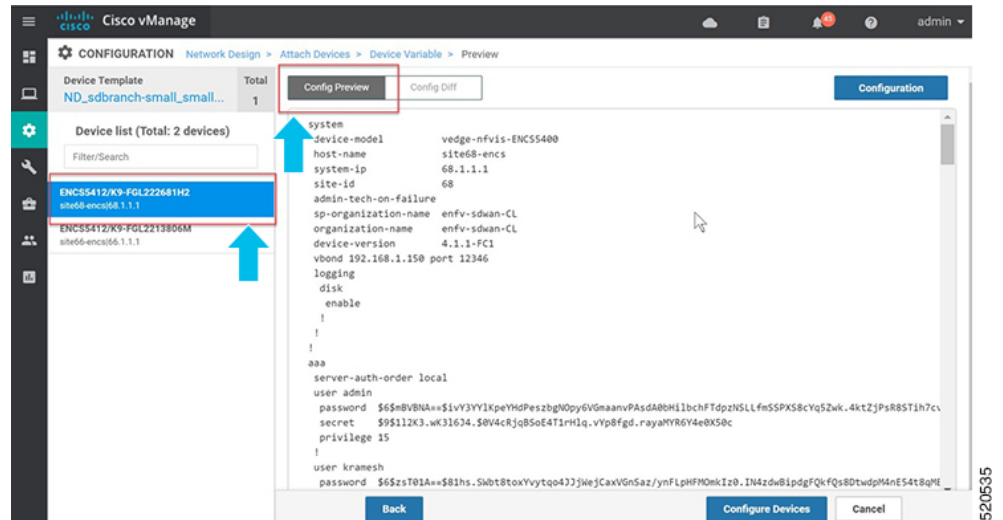 cisco Cisco vManage 45 admin
CONFIGURATION Network Design > Attach Devices > Device Variable > Preview
Device Template Total
ND_sdbranch-small_small... 1
Device list (Total: 2 devices)
Filter/Search
ENCS5412/K9-FGL222681H2
site68-encs|68.1.1.1
ENCS5412/K9-FGL2213806M
site66-encs|66.1.1.1
Config Preview Config Diff Configuration
system
device-model vedge-nfvis-ENCS5400
host-name site68-encs
system-ip 68.1.1.1
site-id 68
admin-tech-on-failure
sp-organization-name enfv-sdwan-CL
organization-name enfv-sdwan-CL
device-version 4.1.1-FC1
vbond 192.168.1.150 port 12346
logging
disk
enable
!
!
!
aaa
server-auth-order local
user admin
password
secret
privilege 15
!
user kramesh
password
Back Configure Devices Cancel
520535